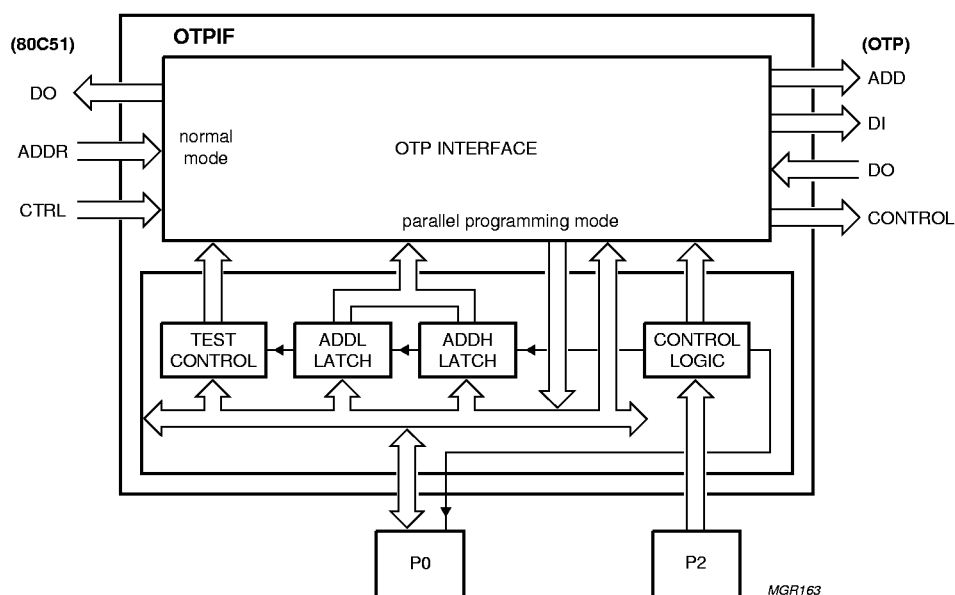 (80C51)
OTPIF
(OTP)
DO
ADDR
CTRL
normal
mode
OTP INTERFACE
parallel programming mode
ADD
DI
DO
CONTROL
TEST
CONTROL
ADDL
LATCH
ADDH
LATCH
CONTROL
LOGIC
P0
P2
MGR163